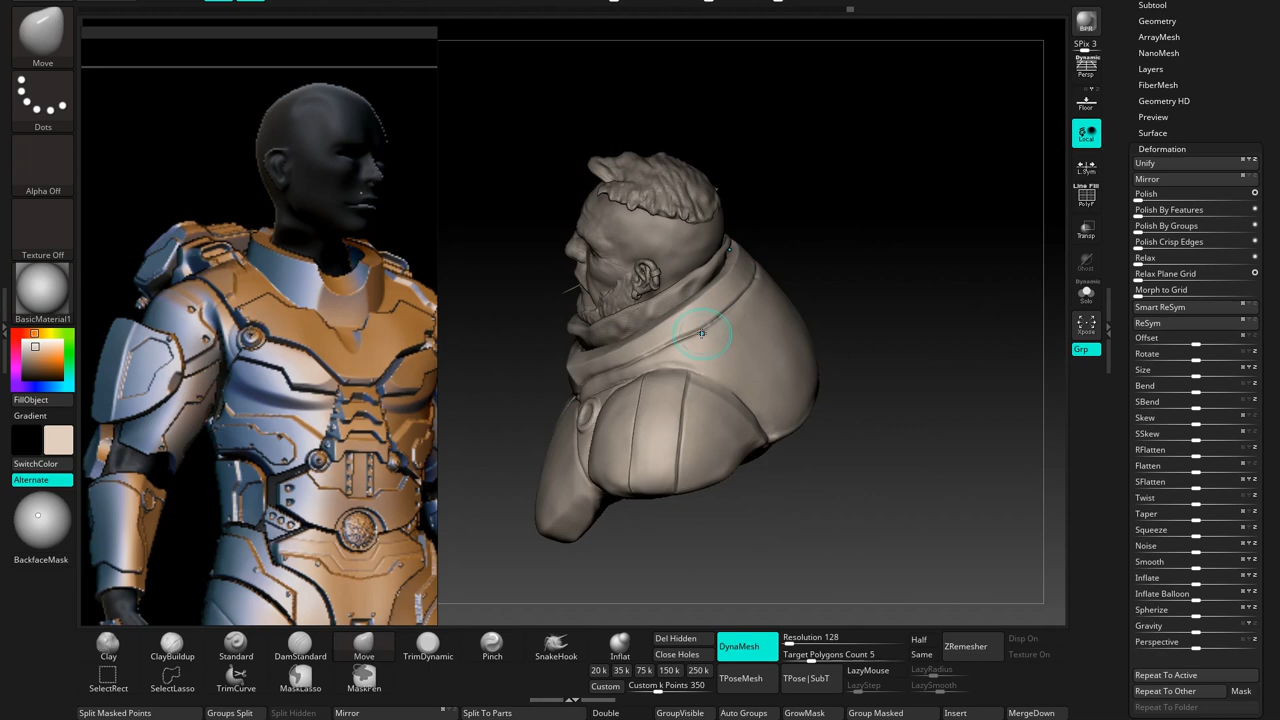 Move
Dots
Alpha Off
Texture Off
BasicMaterial1
FillObject
Gradient
SwitchColor
Alternate
BackfaceMask
BPR
SPix 3
Dynamic
Persp
Floor
Local
L.Sym
Line Fill
PolyF
Transp
Ghost
Dynamic
Solo
Xpose
Grp
Subtool
Geometry
ArrayMesh
NanoMesh
Layers
FiberMesh
Geometry HD
Preview
Surface
Deformation
Unify
Mirror
Polish
Polish By Features
Polish By Groups
Polish Crisp Edges
Relax
Relax Plane Grid
Morph to Grid
Smart ReSym
ReSym
Offset
Rotate
Size
Bend
SBend
Skew
SSkew
RFlatten
Flatten
SFlatten
Twist
Taper
Squeeze
Noise
Smooth
Inflate
Inflate Balloon
Spherize
Gravity
Perspective
Repeat To Active
Repeat To Other Mask
Repeat To Folder
Clay ClayBuildup Standard DamStandard Move TrimDynamic Pinch SnakeHook Inflat
SelectRect SelectLasso TrimCurve MaskLasso MaskPen
Del Hidden
Close Holes
20 k 35 k 75 k 150 k 250 k
Custom Custom k Points 350
DynaMesh
Resolution 128
Target Polygons Count 5
TPoseMesh TPose|SubT
Half
Same
ZRemesher
Disp On
Texture On
LazyMouse LazyRadius
LazyStep LazySmooth
Split Masked Points Groups Split Split Hidden Mirror Split To Parts Double GroupVisible Auto Groups GrowMask Group Masked Insert MergeDown